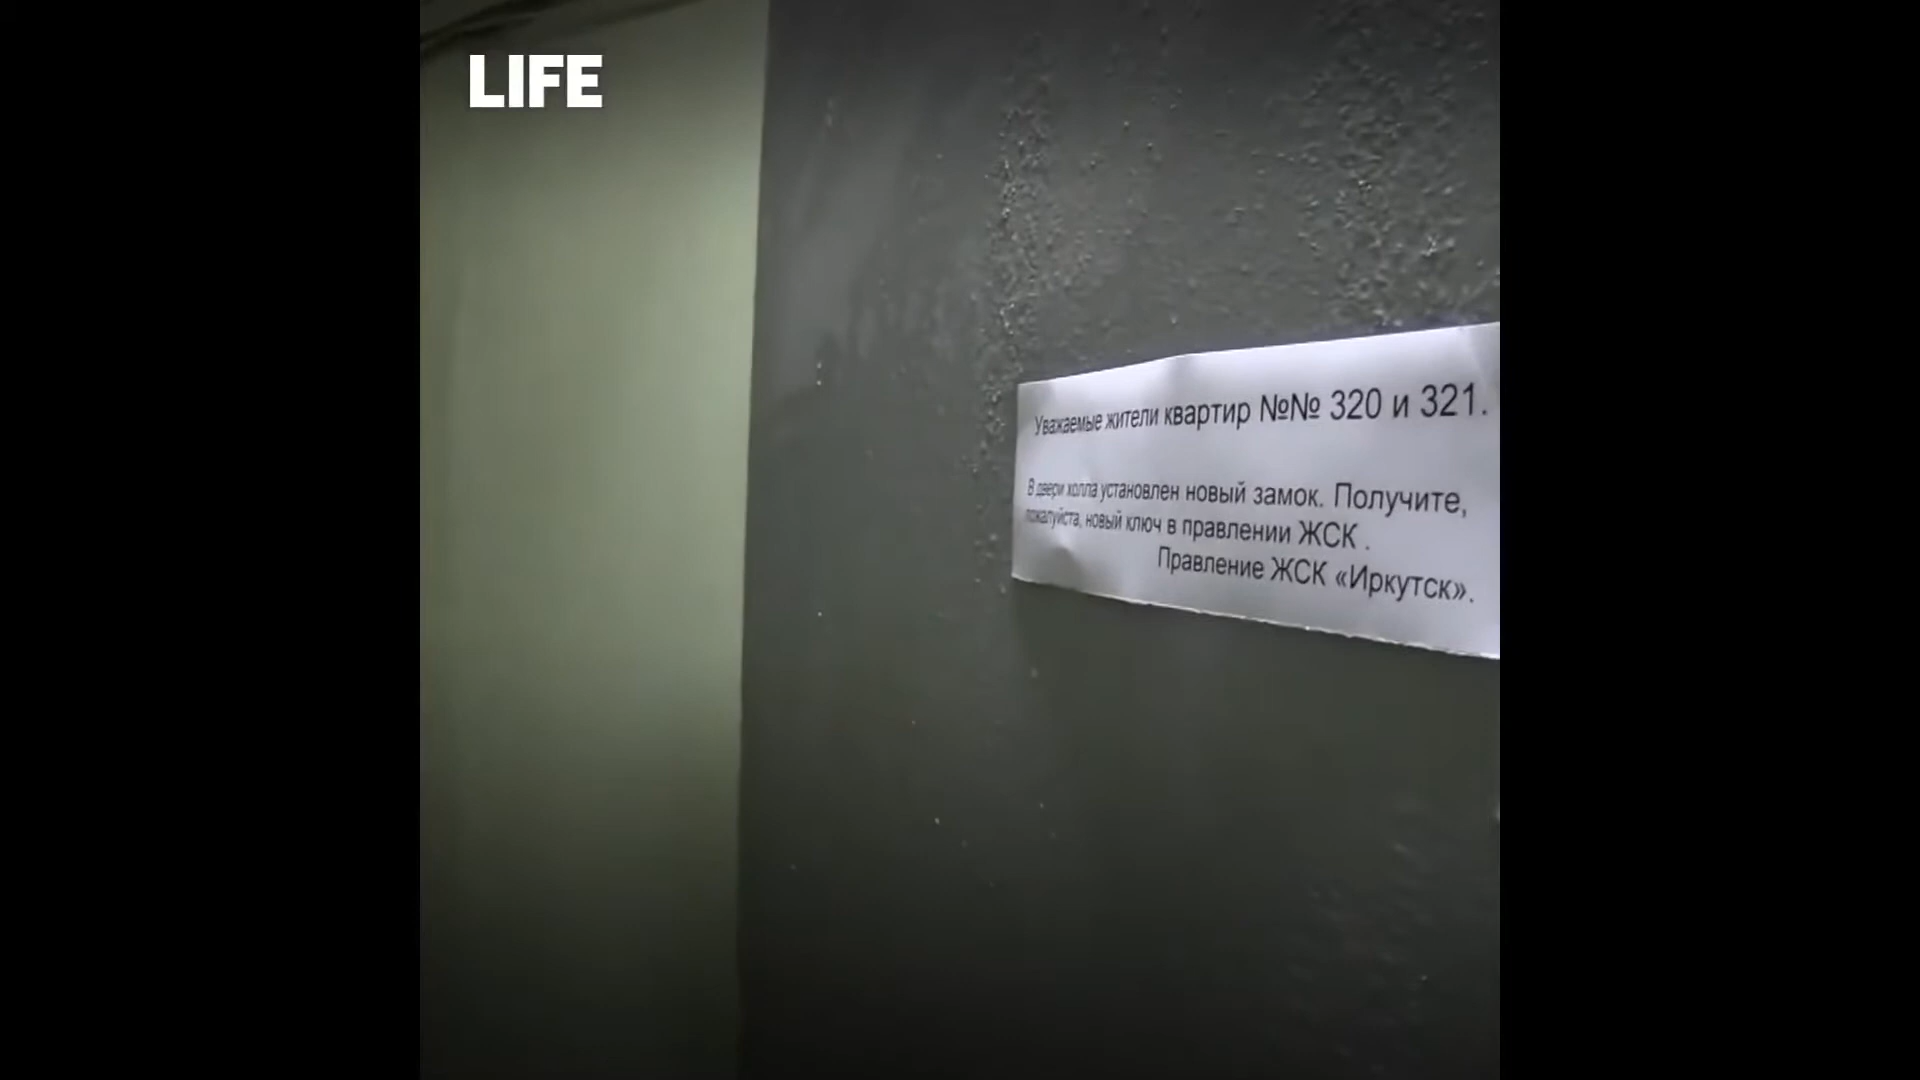 LIFE
Уважаемые жители квартир №№ 320 и 321.
В двери холла установлен новый замок. Получите,
пожалуйста, новый ключ в правлении ЖСК .
Правление ЖСК «Иркутск».